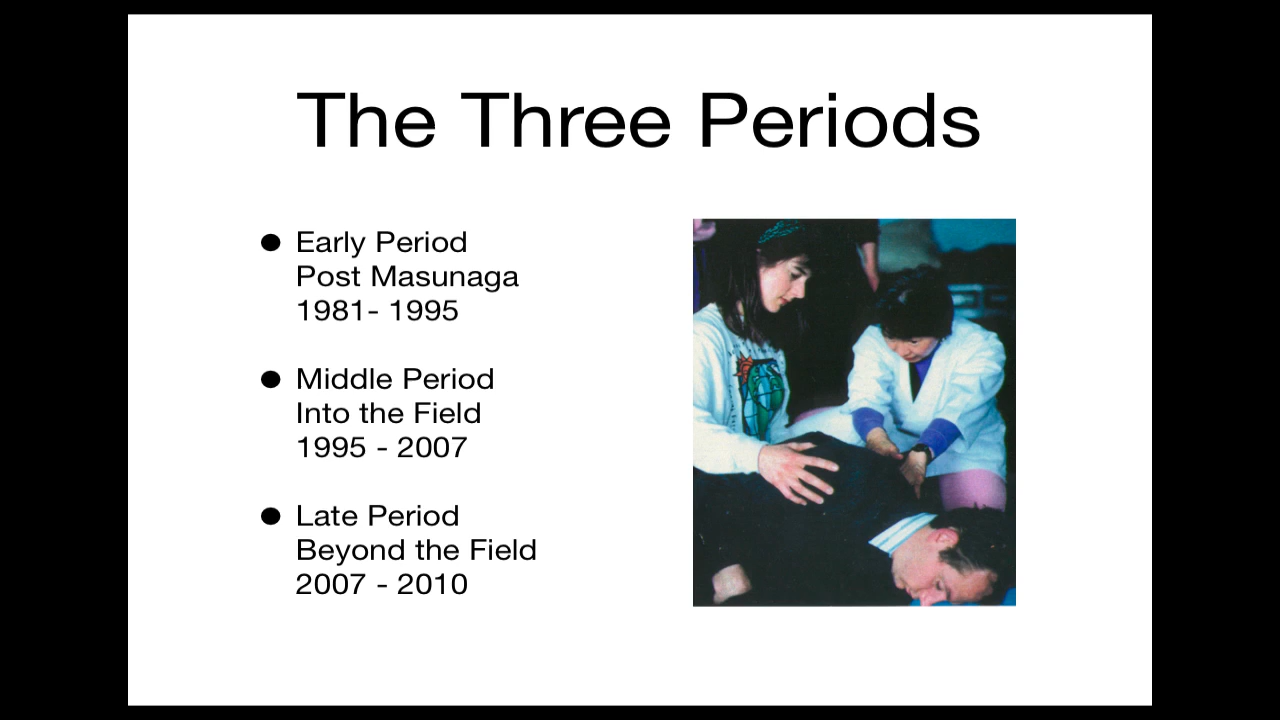 The Three Periods
● Early Period
Post Masunaga
1981- 1995
● Middle Period
Into the Field
1995 - 2007
● Late Period
Beyond the Field
2007 - 2010